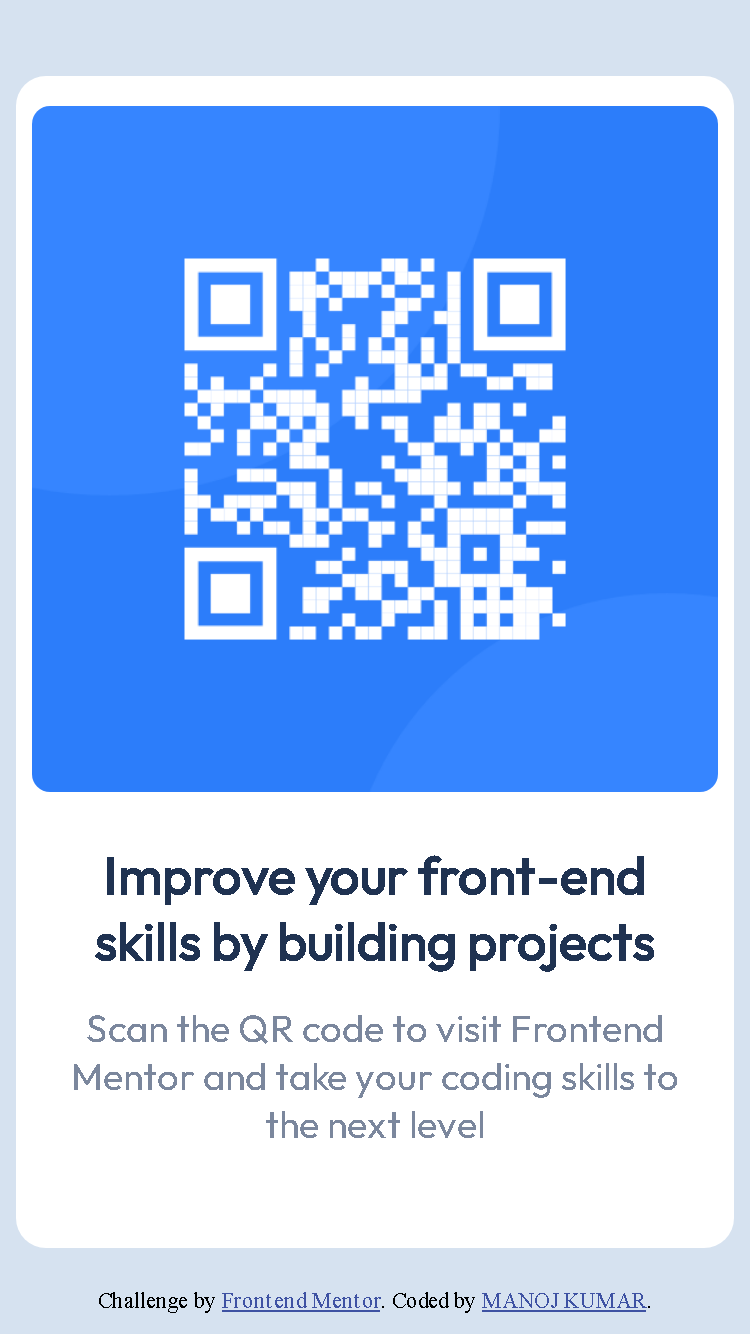 Improve your front-end
skills by building projects
Scan the QR code to visit Frontend
Mentor and take your coding skills to
the next level
Challenge by Frontend Mentor. Coded by MANOJ KUMAR.